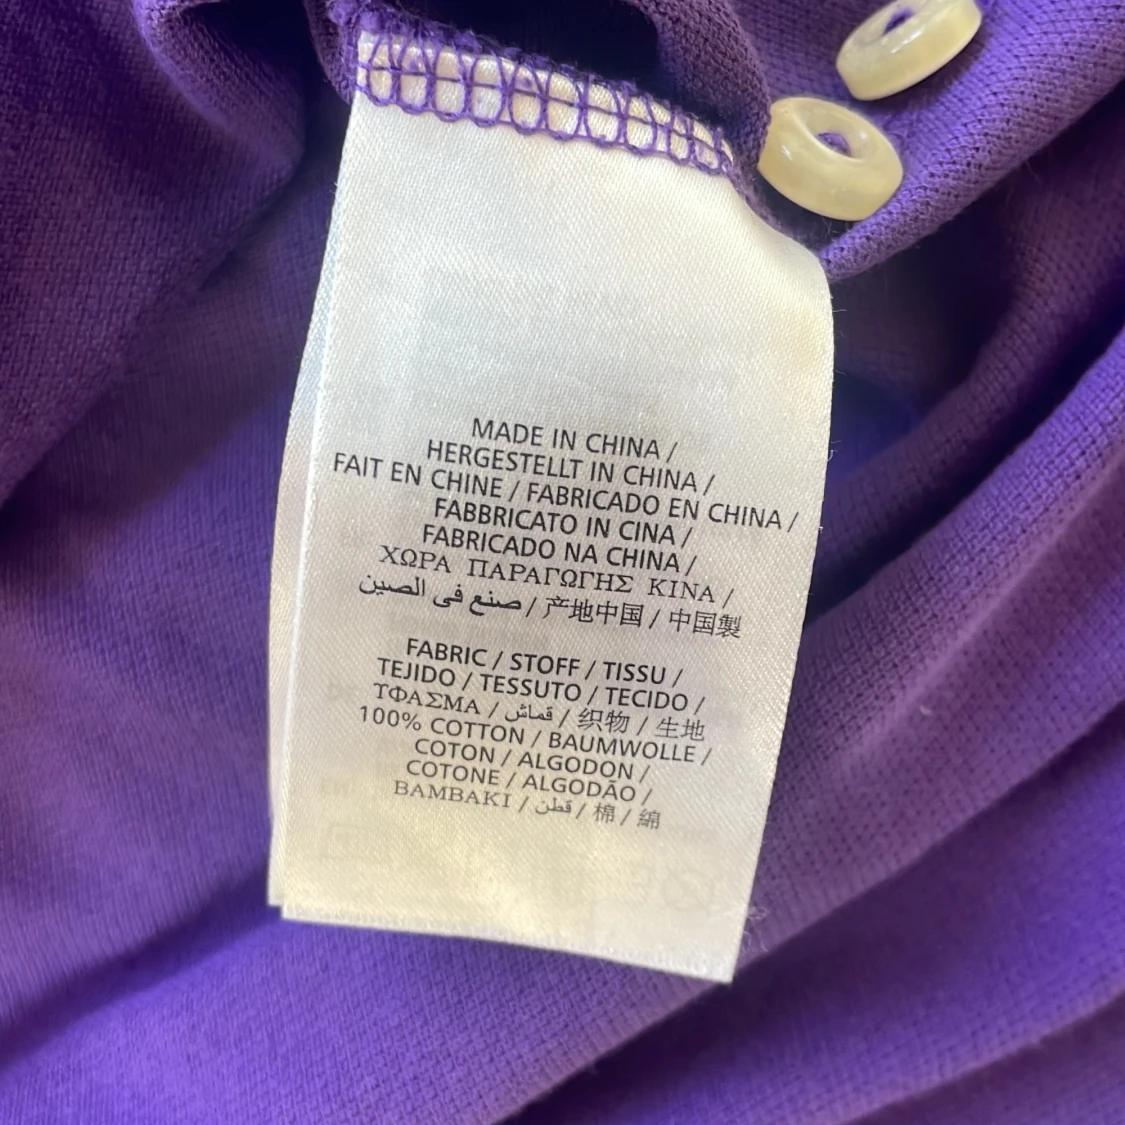 MADE IN CHINA /
HERGESTELLT IN CHINA /
FAIT EN CHINE / FABRICADO EN CHINA /
FABBRICATO IN CINA /
FABRICADO NA CHINA /
ΧΩΡΑ ΠΑΡΑΓΩΓΗΣ ΚΙΝΑ /
صنع فى الصين / 产地中国 / 中国製
FABRIC / STOFF / TISSU /
TEJIDO / TESSUTO / TECIDO /
ΤΦΑΣΜΑ / قماش / 织物 / 生地
100% COTTON / BAUMWOLLE /
COTON / ALGODON /
COTONE / ALGODÃO /
ΒΑΜΒΑΚΙ / قطن / 棉 / 綿